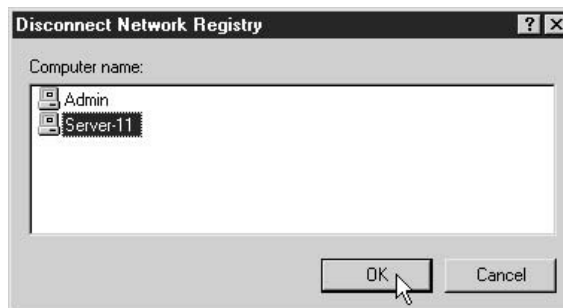 Disconnect Network Registry ? X
Computer name:
Admin
Server-11
OK Cancel